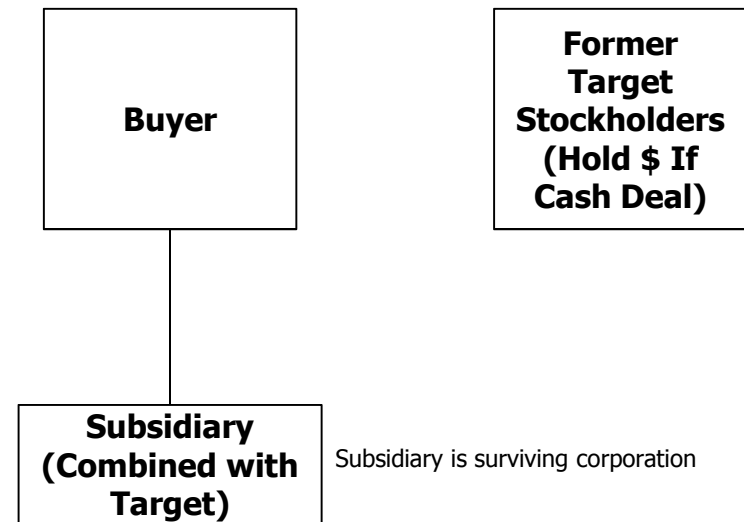 Buyer
Former
Target
Stockholders
(Hold $ If
Cash Deal)
Subsidiary
(Combined with
Target)
Subsidiary is surviving corporation